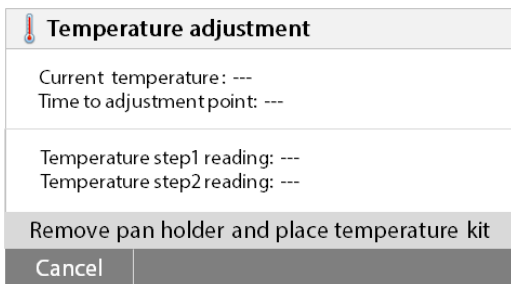 Temperature adjustment
Current temperature: ---
Time to adjustment point: ---
Temperature step1 reading: ---
Temperature step2 reading: ---
Remove pan holder and place temperature kit
Cancel